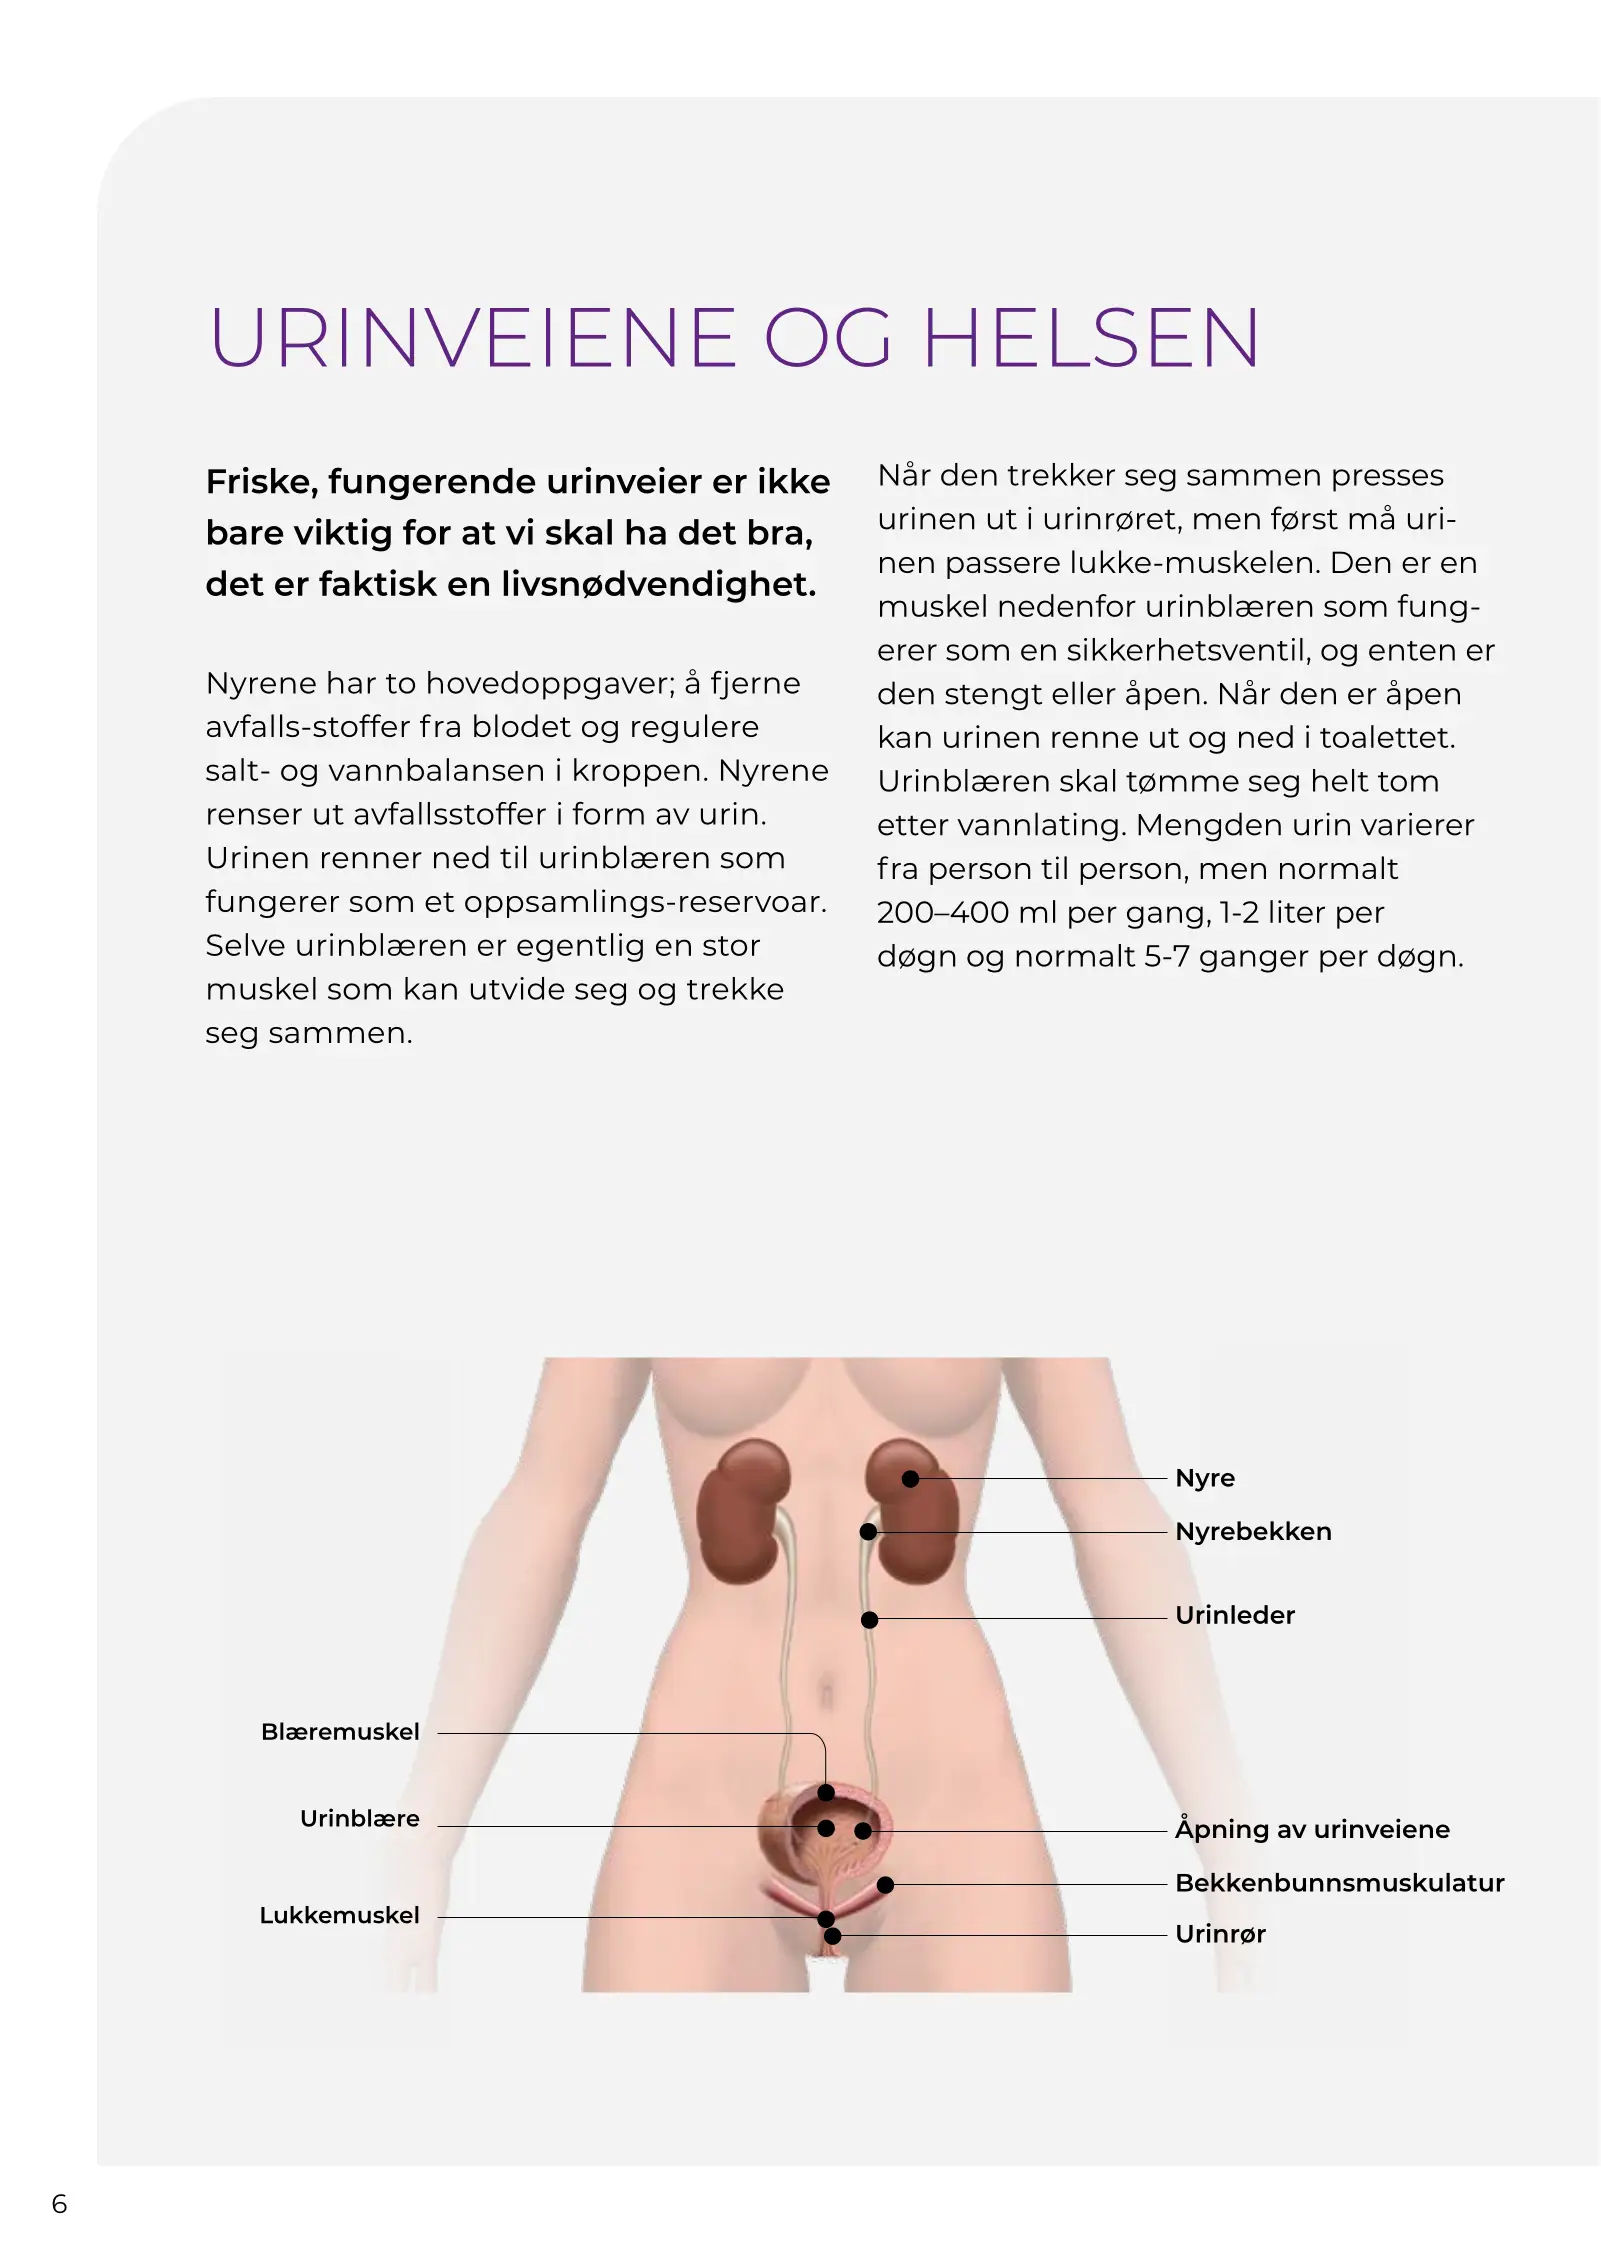 URINVEIENE OG HELSEN
Friske, fungerende urinveier er ikke
bare viktig for at vi skal ha det bra,
det er faktisk en livsnødvendighet.
Nyrene har to hovedoppgaver; å fjerne
avfalls-stoffer fra blodet og regulere
salt- og vannbalansen i kroppen. Nyrene
renser ut avfallsstoffer i form av urin.
Urinen renner ned til urinblæren som
fungerer som et oppsamlings-reservoar.
Selve urinblæren er egentlig en stor
muskel som kan utvide seg og trekke
seg sammen.
Når den trekker seg sammen presses
urinen ut i urinrøret, men først må uri-
nen passere lukke-muskelen. Den er en
muskel nedenfor urinblæren som fung-
erer som en sikkerhetsventil, og enten er
den stengt eller åpen. Når den er åpen
kan urinen renne ut og ned i toalettet.
Urinblæren skal tømme seg helt tom
etter vannlating. Mengden urin varierer
fra person til person, men normalt
200–400 ml per gang, 1-2 liter per
døgn og normalt 5-7 ganger per døgn.
Nyre
Nyrebekken
Urinleder
Blæremuskel
Urinblære
Lukkemuskel
Åpning av urinveiene
Bekkenbunnsmuskulatur
Urinrør
6